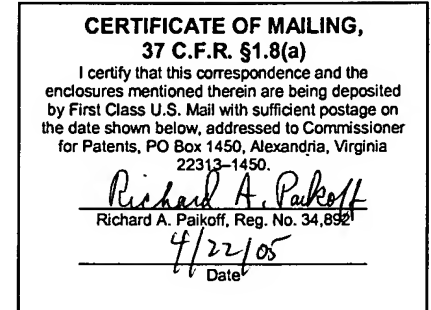 CERTIFICATE OF MAILING,
37 C.F.R. §1.8(a)
I certify that this correspondence and the
enclosures mentioned therein are being deposited
by First Class U.S. Mail with sufficient postage on
the date shown below, addressed to Commissioner
for Patents, PO Box 1450, Alexandria, Virginia
22313–1450.
Richard A. Paikoff
Richard A. Paikoff, Reg. No. 34,892
4/22/05
Date